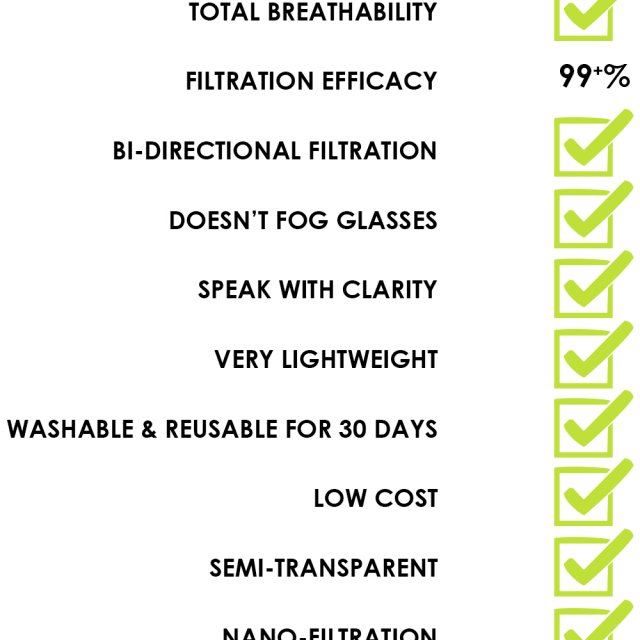 TOTAL BREATHABILITY
FILTRATION EFFICACY 99+%
BI-DIRECTIONAL FILTRATION
DOESN’T FOG GLASSES
SPEAK WITH CLARITY
VERY LIGHTWEIGHT
WASHABLE & REUSABLE FOR 30 DAYS
LOW COST
SEMI-TRANSPARENT
NANO-FILTRATION